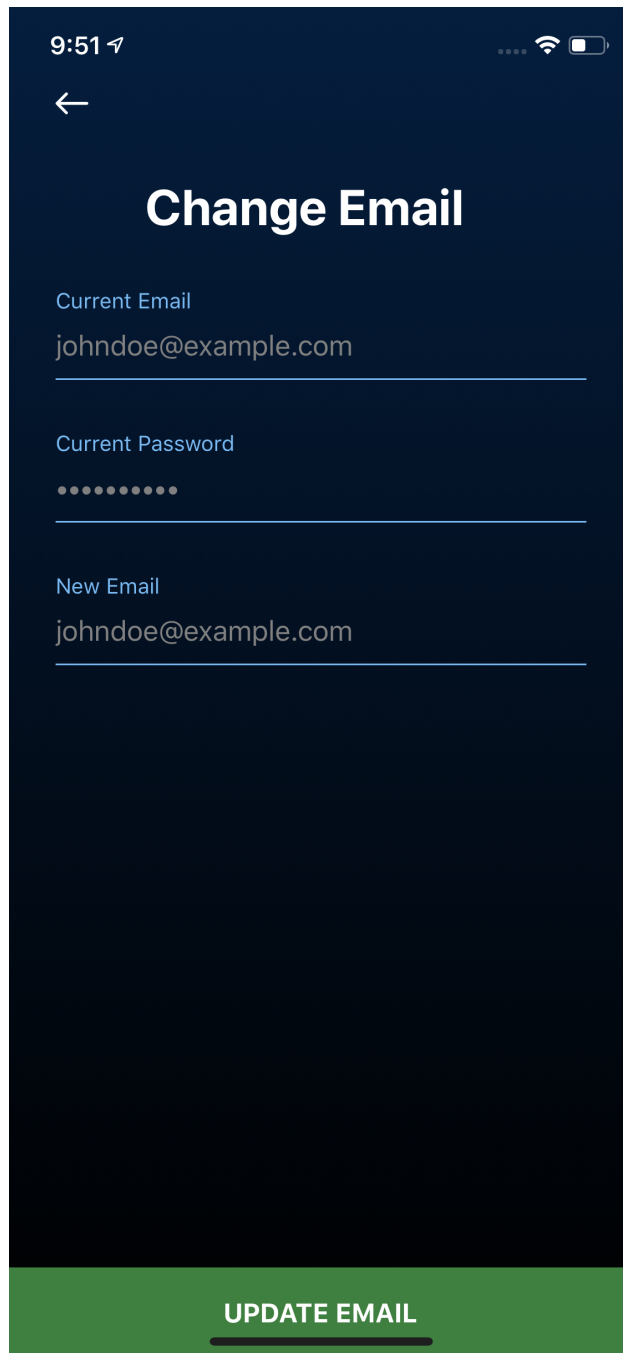 9:51
Change Email
Current Email
johndoe@example.com
Current Password
••••••••••
New Email
johndoe@example.com
UPDATE EMAIL